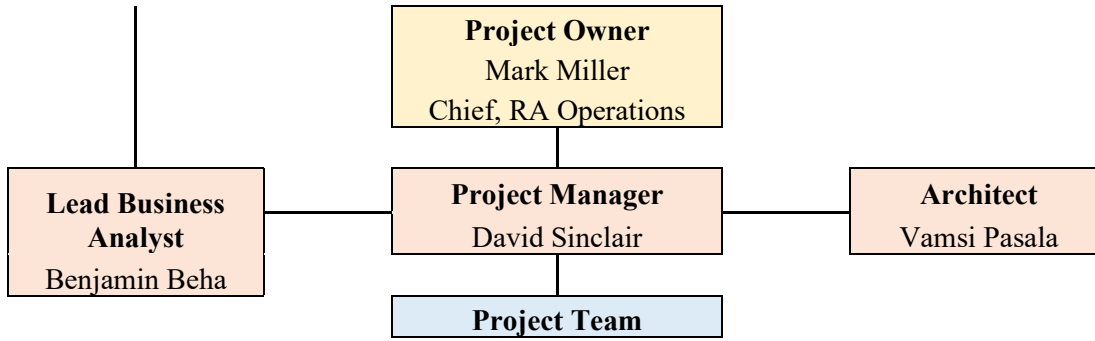 Project Owner
Mark Miller
Chief, RA Operations
Lead Business
Analyst
Benjamin Beha
Project Manager
David Sinclair
Architect
Vamsi Pasala
Project Team